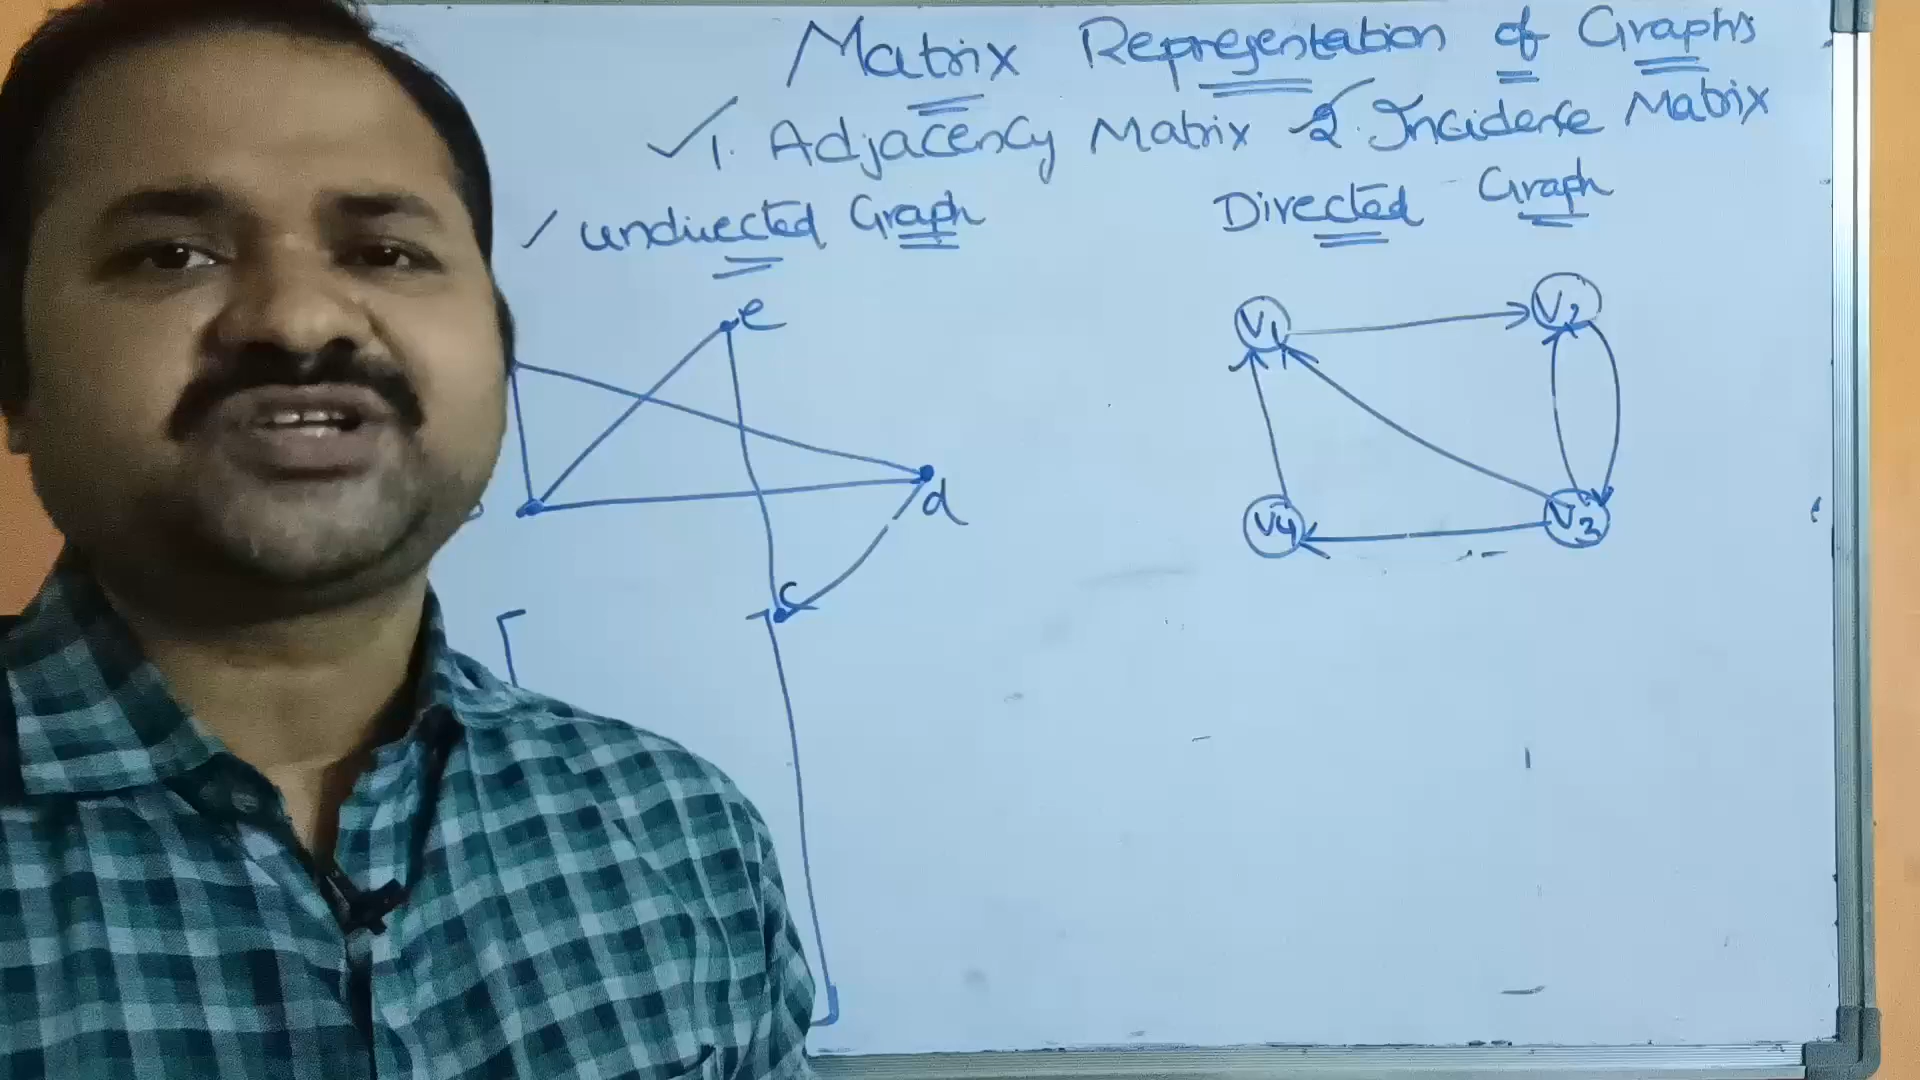 Matrix Representation of Graphs
1. Adjacency Matrix 2. Incidence Matrix
undirected Graph
Directed Graph
e
d
c
V1
V2
V4
V3